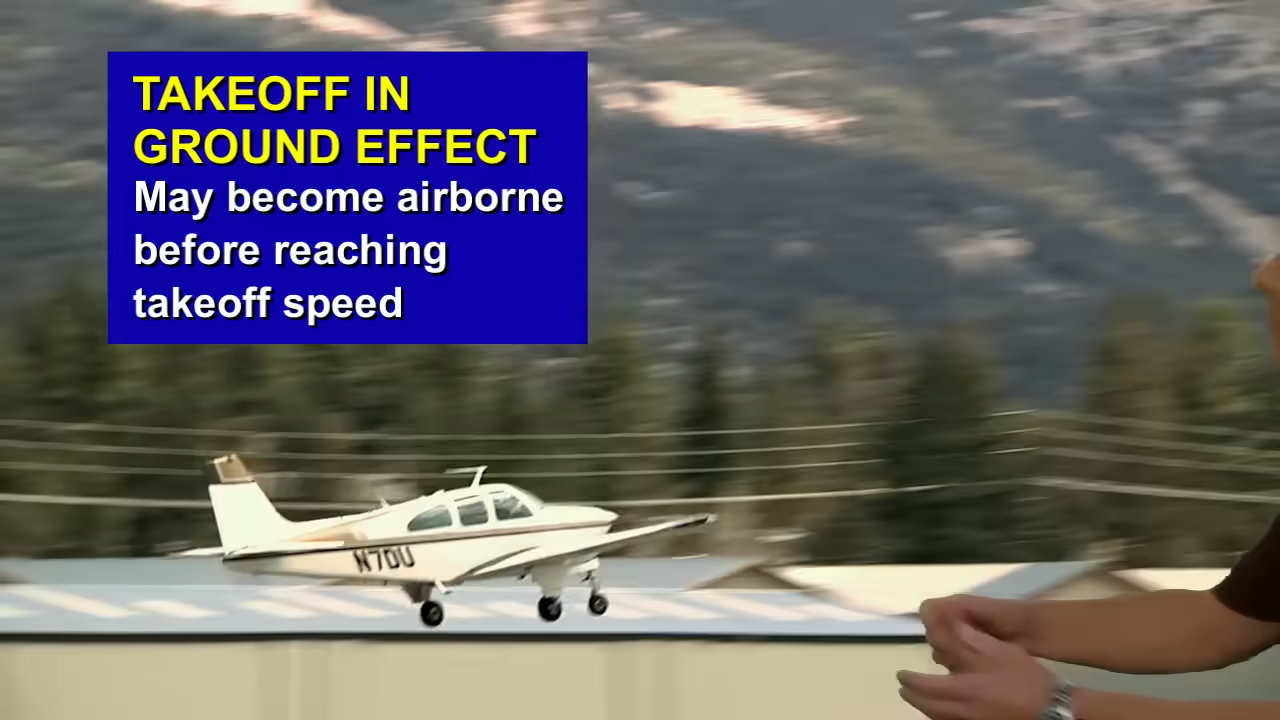 TAKEOFF IN
GROUND EFFECT
May become airborne
before reaching
takeoff speed
N7DU